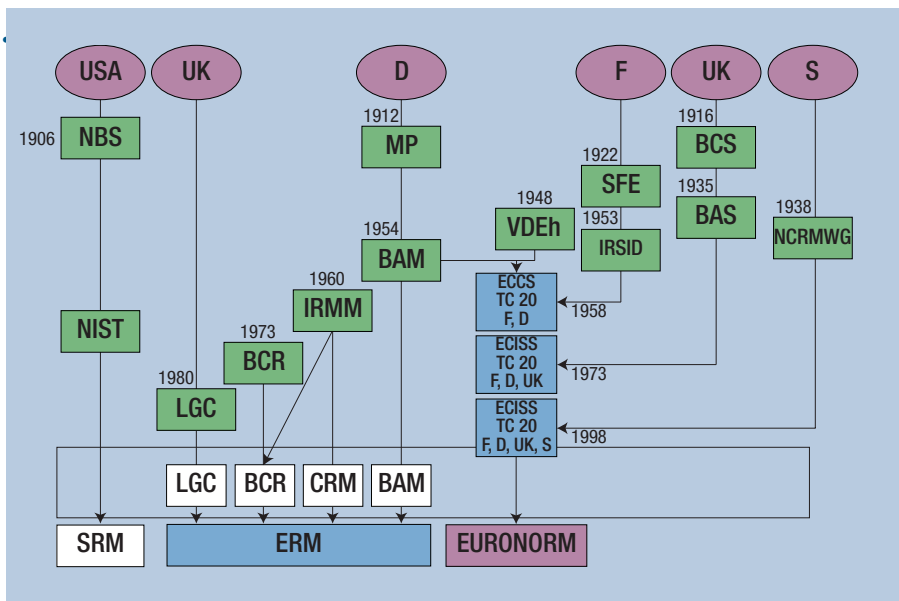 USA
UK
D
F
UK
S
1906
NBS
1912
MP
1916
BCS
1922
SFE
1935
BAS
1948
VDEh
1953
IRSID
1938
NCRMWG
1954
BAM
1960
IRMM
ECCS
TC 20
F, D
1958
NIST
1973
BCR
ECISS
TC 20
F, D, UK
1973
1980
LGC
ECISS
TC 20
F, D, UK, S
1998
LGC
BCR
CRM
BAM
SRM
ERM
EURONORM